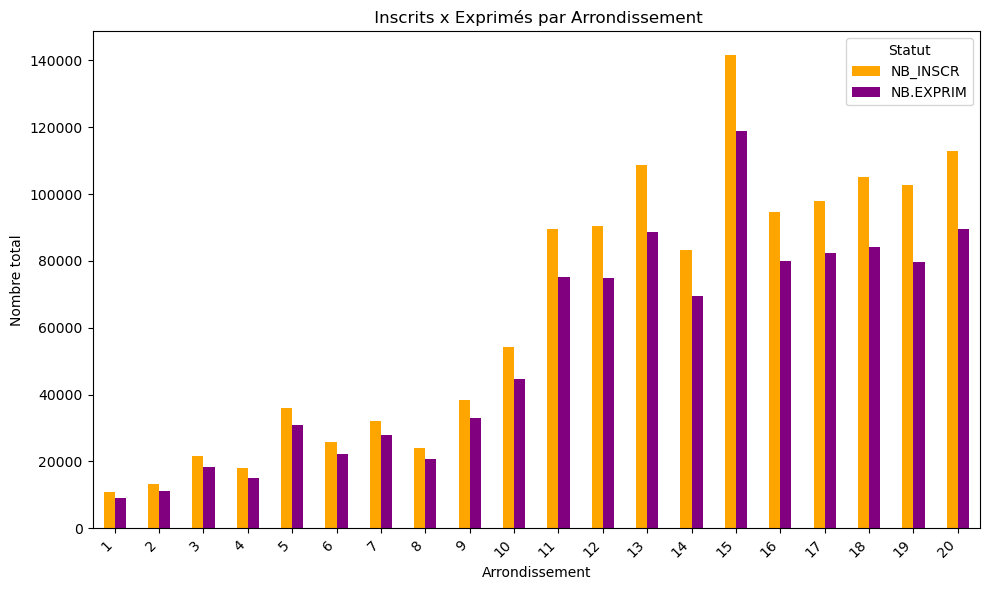 Inscrits x Exprimés par Arrondissement
Statut
NB_INSCR
NB.EXPRIM
Nombre total
140000
120000
100000
80000
60000
40000
20000
0
1 2 3 4 5 6 7 8 9 10 11 12 13 14 15 16 17 18 19 20
Arrondissement